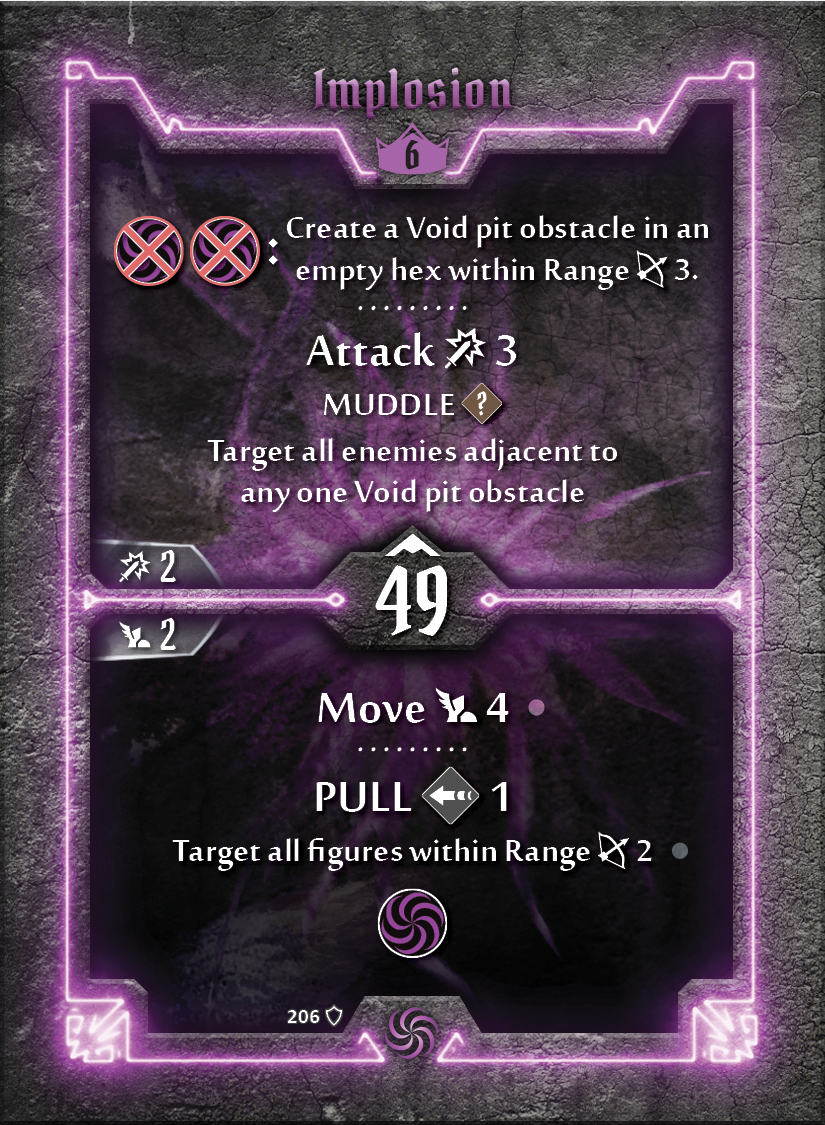 Implosion
6
: Create a Void pit obstacle in an
empty hex within Range 3.
.........
Attack 3
MUDDLE ?
Target all enemies adjacent to
any one Void pit obstacle
2
49
2
Move 4
.........
PULL 1
Target all figures within Range 2
206